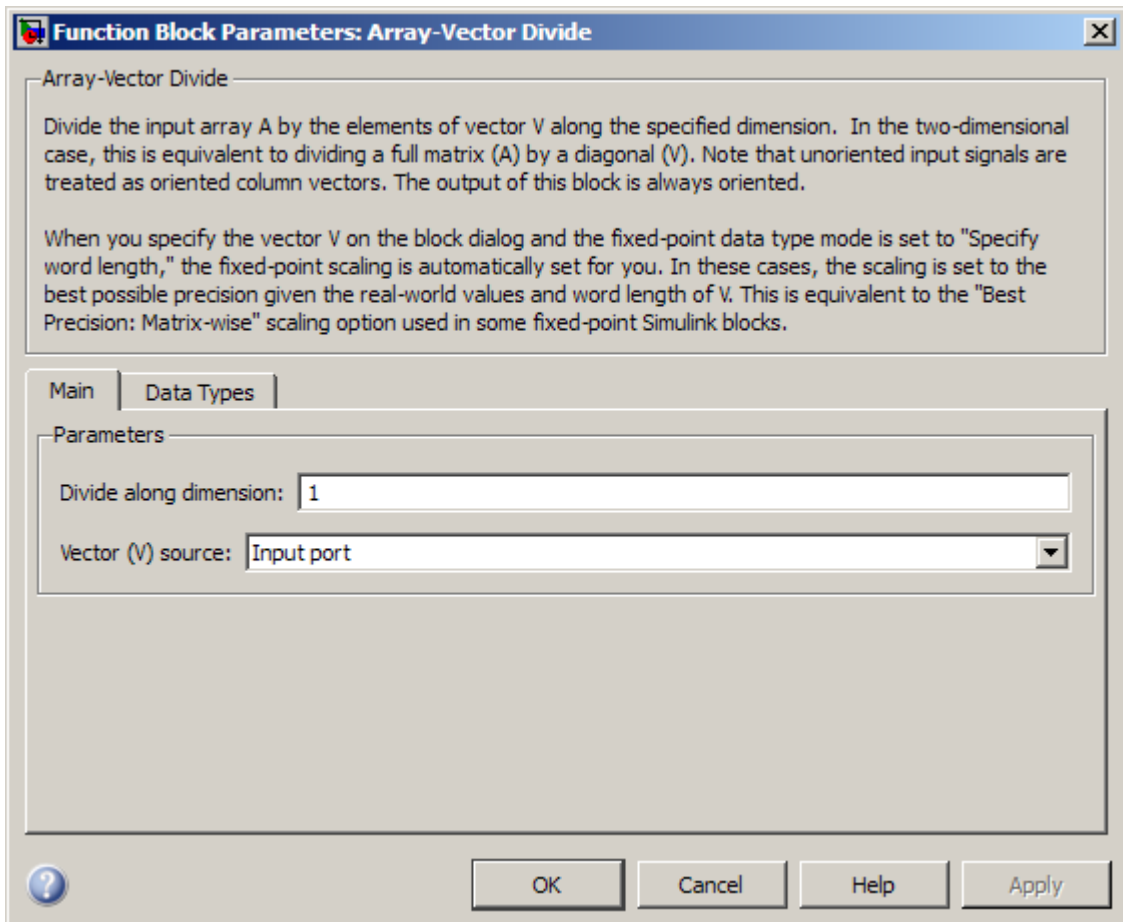 Function Block Parameters: Array-Vector Divide
Array-Vector Divide
Divide the input array A by the elements of vector V along the specified dimension.  In the two-dimensional
case, this is equivalent to dividing a full matrix (A) by a diagonal (V). Note that unoriented input signals are
treated as oriented column vectors. The output of this block is always oriented.
When you specify the vector V on the block dialog and the fixed-point data type mode is set to "Specify
word length," the fixed-point scaling is automatically set for you. In these cases, the scaling is set to the
best possible precision given the real-world values and word length of V. This is equivalent to the "Best
Precision: Matrix-wise" scaling option used in some fixed-point Simulink blocks.
Main Data Types
Parameters
Divide along dimension: 1
Vector (V) source: Input port
? OK Cancel Help Apply